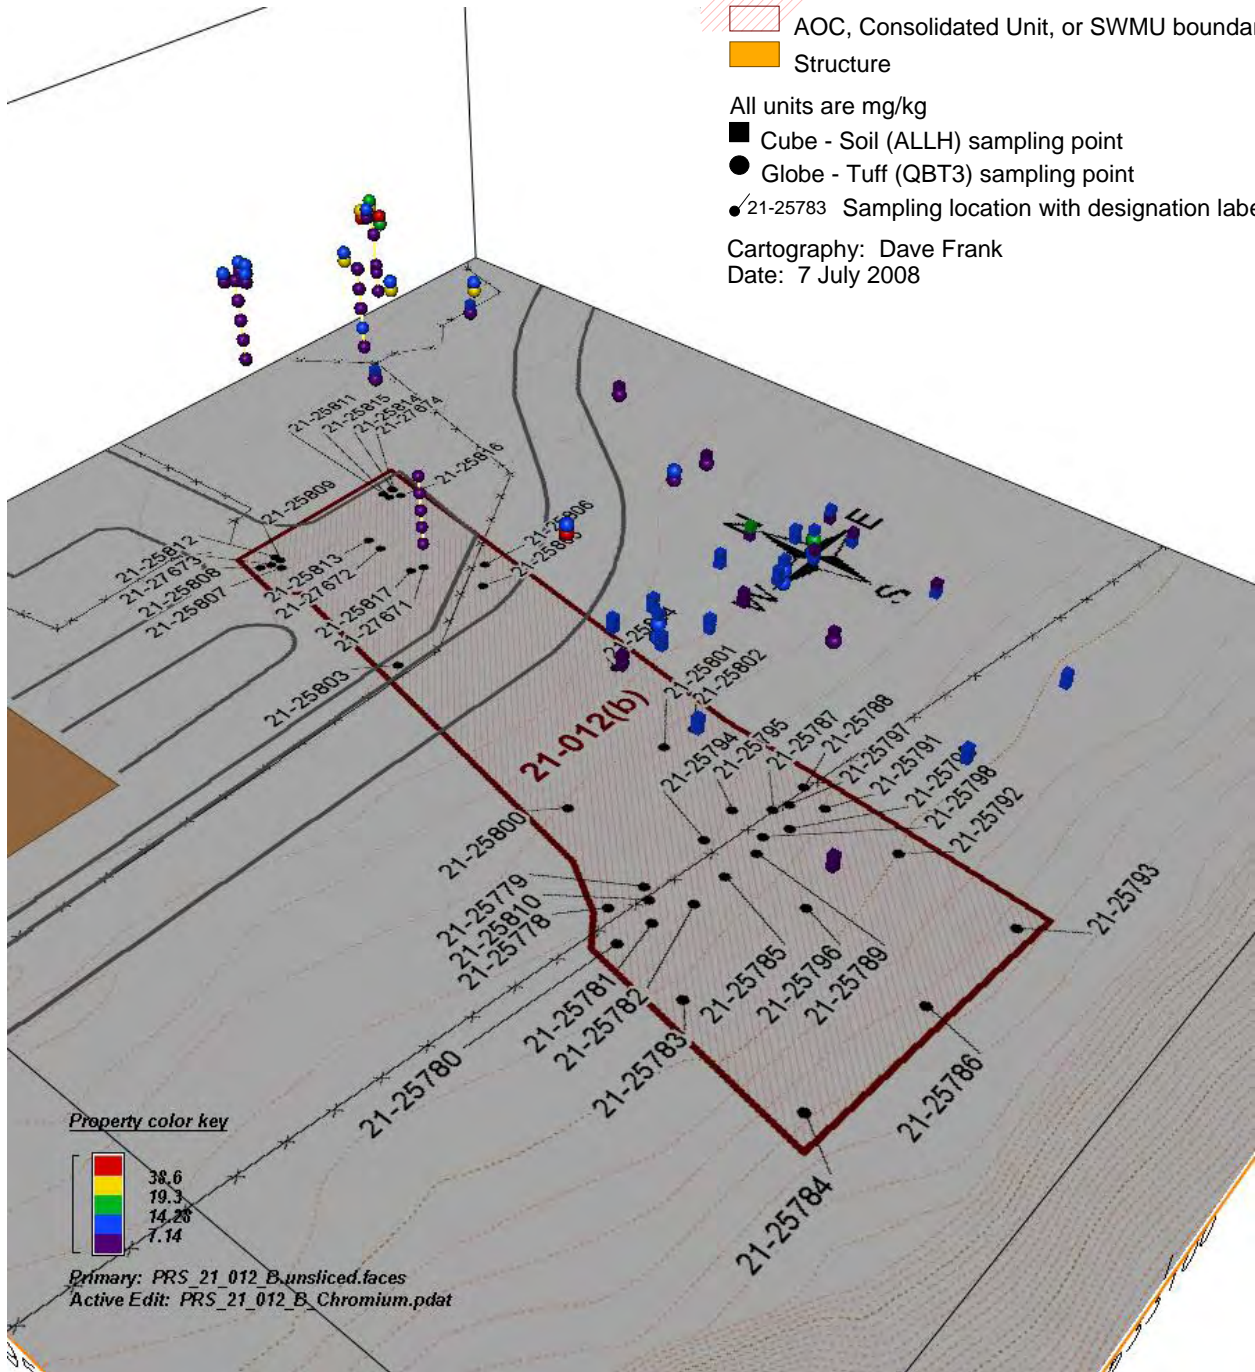 AOC, Consolidated Unit, or SWMU boundar
Structure
All units are mg/kg
Cube - Soil (ALLH) sampling point
Globe - Tuff (QBT3) sampling point
21-25783 Sampling location with designation labe
Cartography: Dave Frank
Date: 7 July 2008
21-25811
21-25815
21-25814
21-27674
21-25816
21-25809
21-25812
21-27673
21-25808
21-25807
21-25813
21-27672
21-25817
21-27671
21-25806
21-25803
N
E
W
S
21-25801
21-25802
21-012(b)
21-25794
21-25795
21-25787
21-25788
21-25797
21-25791
21-25798
21-25792
21-25793
21-25800
21-25779
21-25810
21-25778
21-25781
21-25782
21-25780
21-25783
21-25785
21-25796
21-25789
21-25786
21-25784
Property color key
38.6
19.3
14.28
7.14
Primary: PRS_21_012_B.unsliced.faces
Active Edit: PRS_21_012_B_Chromium.pdat